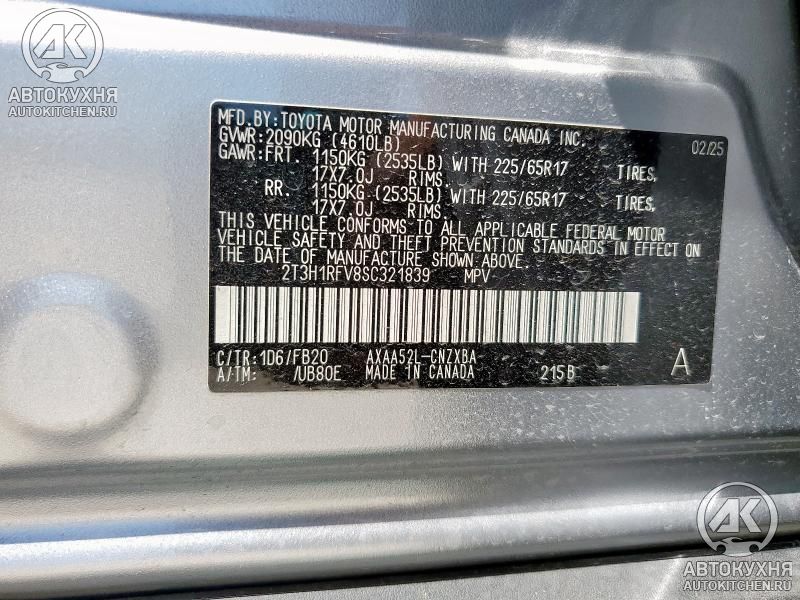 АК
АВТОКУХНЯ
AUTOKITCHEN.RU
MFD. BY: TOYOTA MOTOR MANUFACTURING CANADA INC. 02/25
GVWR: 2090KG (4610LB)
GAWR: FRT. 1150KG (2535LB) WITH 225/65R17 TIRES,
17X7.0J RIMS,
RR. 1150KG (2535LB) WITH 225/65R17 TIRES,
17X7.0J RIMS.
THIS VEHICLE CONFORMS TO ALL APPLICABLE FEDERAL MOTOR
VEHICLE SAFETY AND THEFT PREVENTION STANDARDS IN EFFECT ON
THE DATE OF MANUFACTURE SHOWN ABOVE.
2T3H1RFV8SC321839 MPV
C/TR: 1D6/FB20 AXAA52L-CNZXBA
A/TM: /UB80E MADE IN CANADA 215B A
АК
АВТОКУХНЯ
AUTOKITCHEN.RU